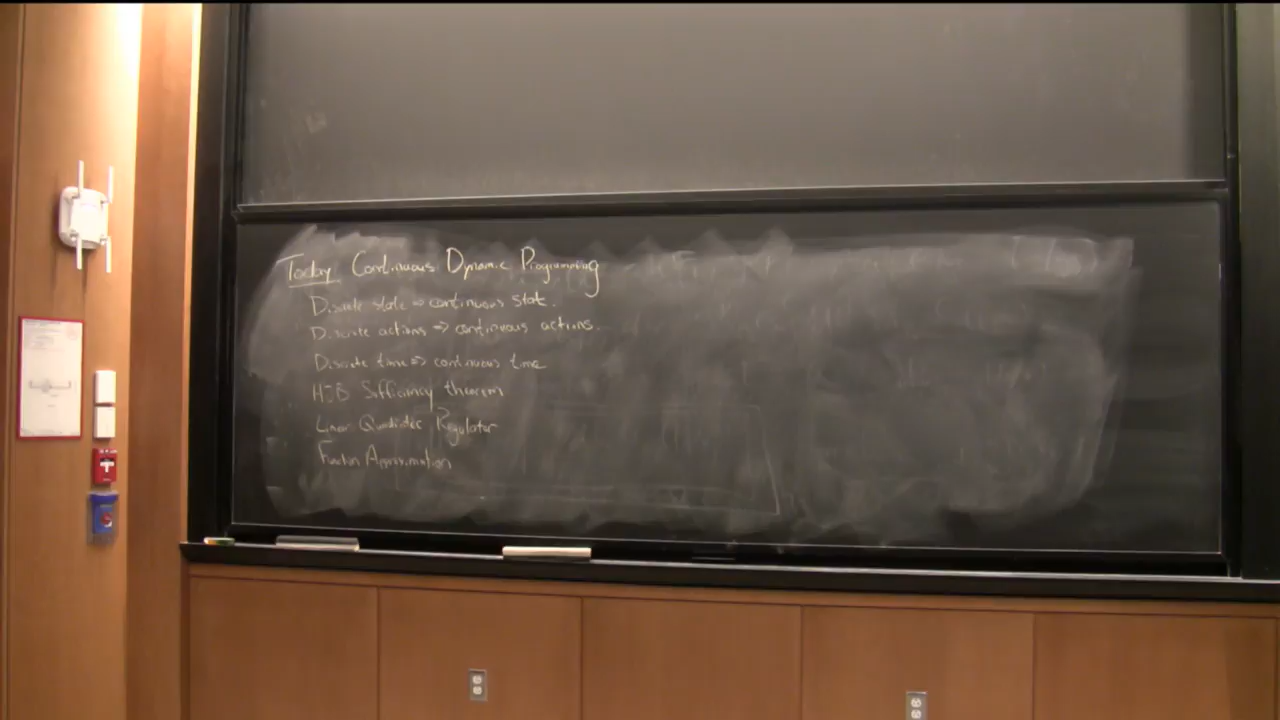 Today Continuous Dynamic Programming
Discrete state ⇒ continuous state.
Discrete actions ⇒ continuous actions.
Discrete time ⇒ continuous time
HJB Sufficiency theorem
Linear Quadratic Regulator
Function Approximation